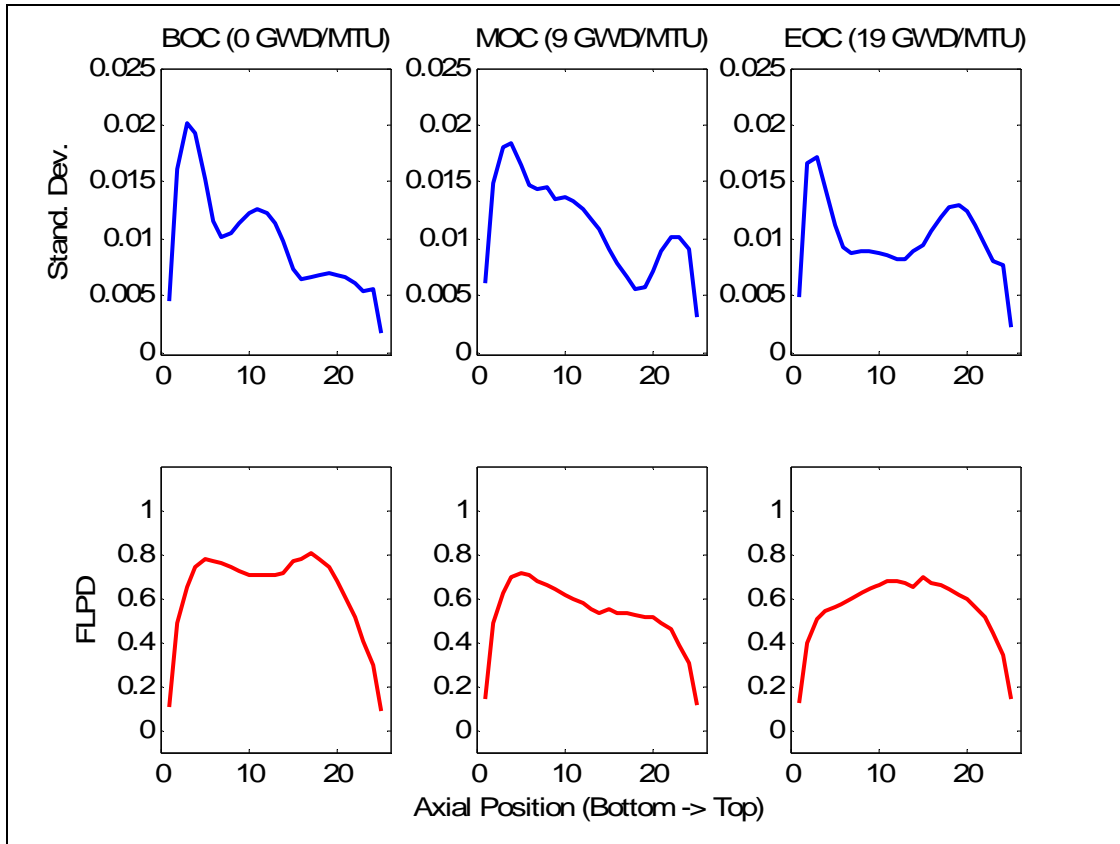 BOC (0 GWD/MTU) MOC (9 GWD/MTU) EOC (19 GWD/MTU)
Stand. Dev.
0.025 0.025 0.025
0.02 0.02 0.02
0.015 0.015 0.015
0.01 0.01 0.01
0.005 0.005 0.005
0 0 0
0 10 20 0 10 20 0 10 20
FLPD
1 1 1
0.8 0.8 0.8
0.6 0.6 0.6
0.4 0.4 0.4
0.2 0.2 0.2
0 0 0
0 10 20 0 10 20 0 10 20
Axial Position (Bottom -> Top)